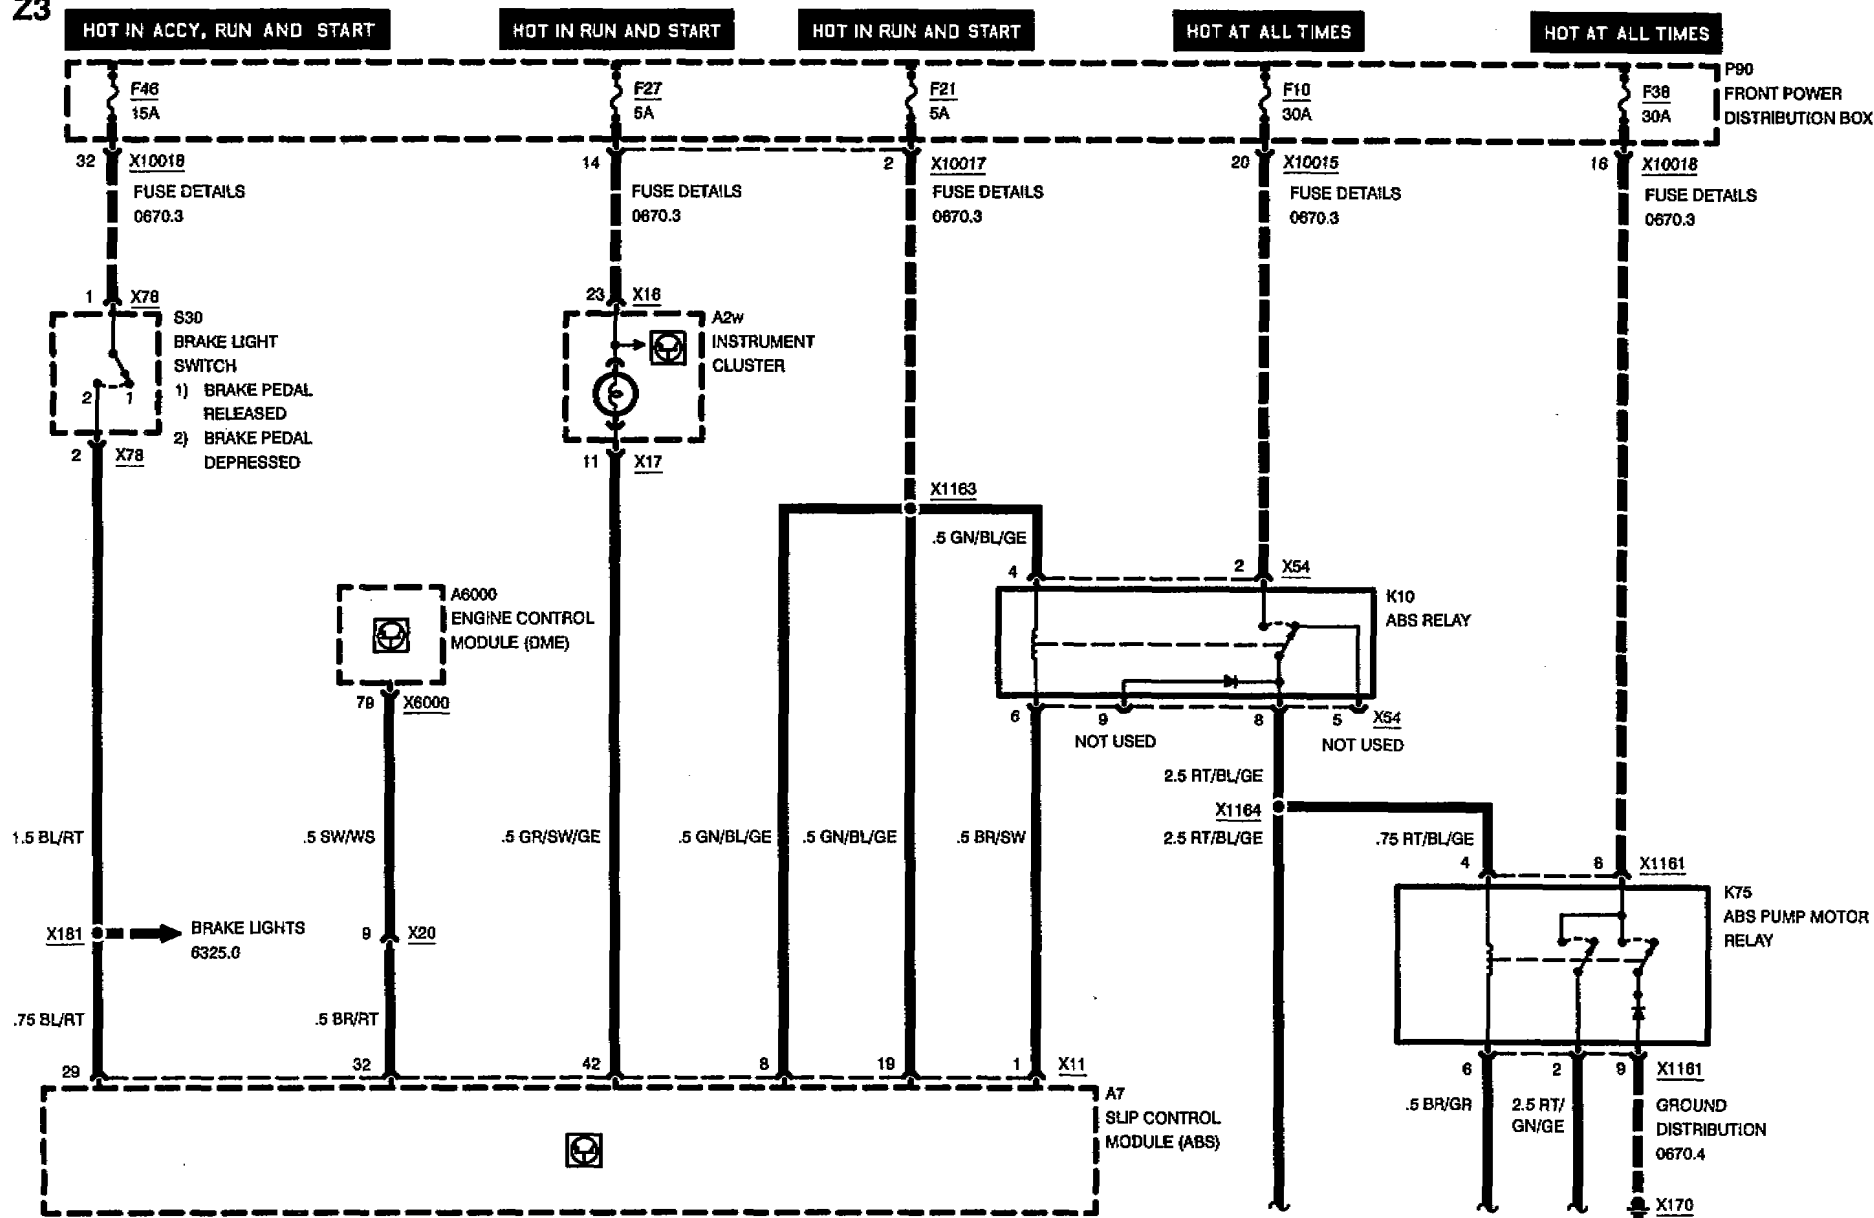 Z3
HOT IN ACCY, RUN AND START
HOT IN RUN AND START
HOT IN RUN AND START
HOT AT ALL TIMES
HOT AT ALL TIMES
F46
15A
F27
5A
F21
5A
F10
30A
F38
30A
P90
FRONT POWER
DISTRIBUTION BOX
32
X10018
14
2
X10017
20
X10015
16
X10018
FUSE DETAILS
0670.3
FUSE DETAILS
0670.3
FUSE DETAILS
0670.3
FUSE DETAILS
0670.3
FUSE DETAILS
0670.3
1
X78
S30
BRAKE LIGHT
SWITCH
1) BRAKE PEDAL
RELEASED
2) BRAKE PEDAL
DEPRESSED
2
1
2
X78
23
X16
A2w
INSTRUMENT
CLUSTER
11
X17
X1163
.5 GN/BL/GE
4
2
X54
K10
ABS RELAY
A6000
ENGINE CONTROL
MODULE (DME)
79
X6000
6
9
8
5
X54
NOT USED
NOT USED
2.5 RT/BL/GE
X1164
1.5 BL/RT
.5 SW/WS
.5 GR/SW/GE
.5 GN/BL/GE
.5 GN/BL/GE
.5 BR/SW
2.5 RT/BL/GE
.75 RT/BL/GE
4
8
X1161
K75
ABS PUMP MOTOR
RELAY
X181
BRAKE LIGHTS
6325.0
9
X20
.75 BL/RT
.5 BR/RT
29
32
42
8
19
1
X11
6
2
9
X1161
A7
SLIP CONTROL
MODULE (ABS)
.5 BR/GR
2.5 RT/
GN/GE
GROUND
DISTRIBUTION
0670.4
X170